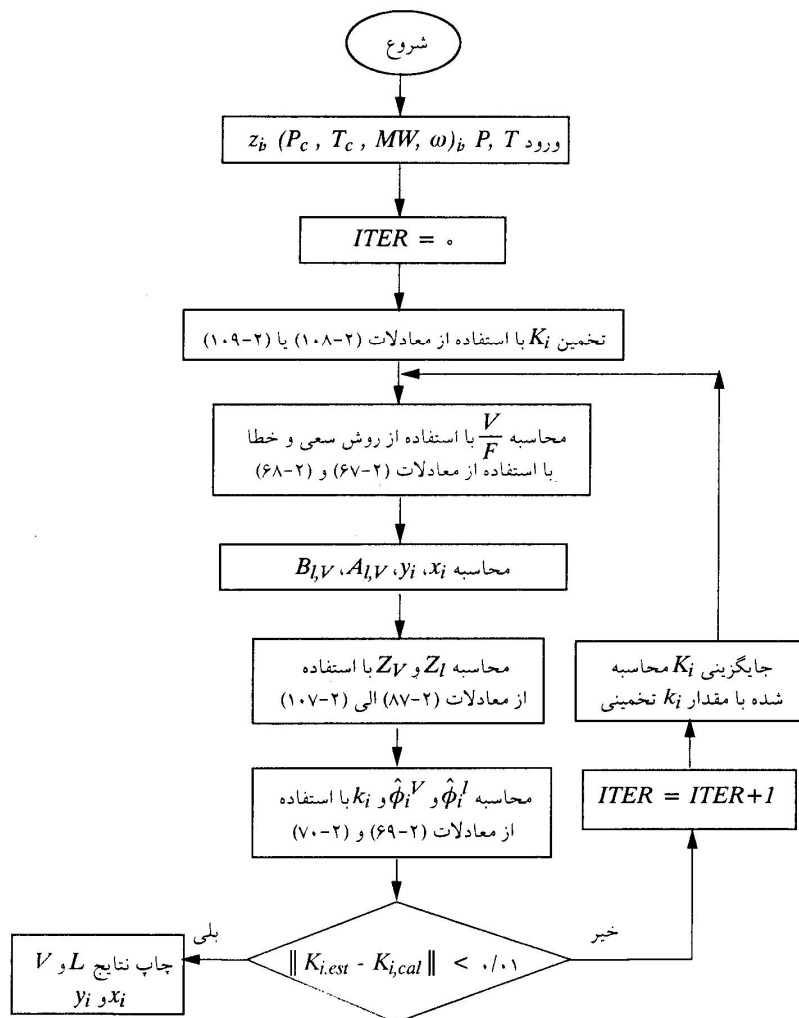 شروع
ورود z_i, (P_c , T_c , MW, ω)_i, P, T
ITER = ۰
تخمین K_i با استفاده از معادلات (۲-۱۰۸) یا (۲-۱۰۹)
محاسبه V/F با استفاده از روش سعی و خطا
با استفاده از معادلات (۲-۶۷) و (۲-۶۸)
محاسبه x_i، y_i، A_{l,V}، B_{l,V}
محاسبه Z_l و Z_V با استفاده
از معادلات (۲-۸۷) الی (۲-۱۰۷)
محاسبه \hat{ϕ}_i^l و \hat{ϕ}_i^V و k_i با استفاده
از معادلات (۲-۶۹) و (۲-۷۰)
‖ K_{i.est} - K_{i,cal} ‖ < ۰/۰۱
خیر
ITER = ITER+1
جایگزینی K_i محاسبه
شده با مقدار k_i تخمینی
بلی
چاپ نتایج L و V
x_i و y_i